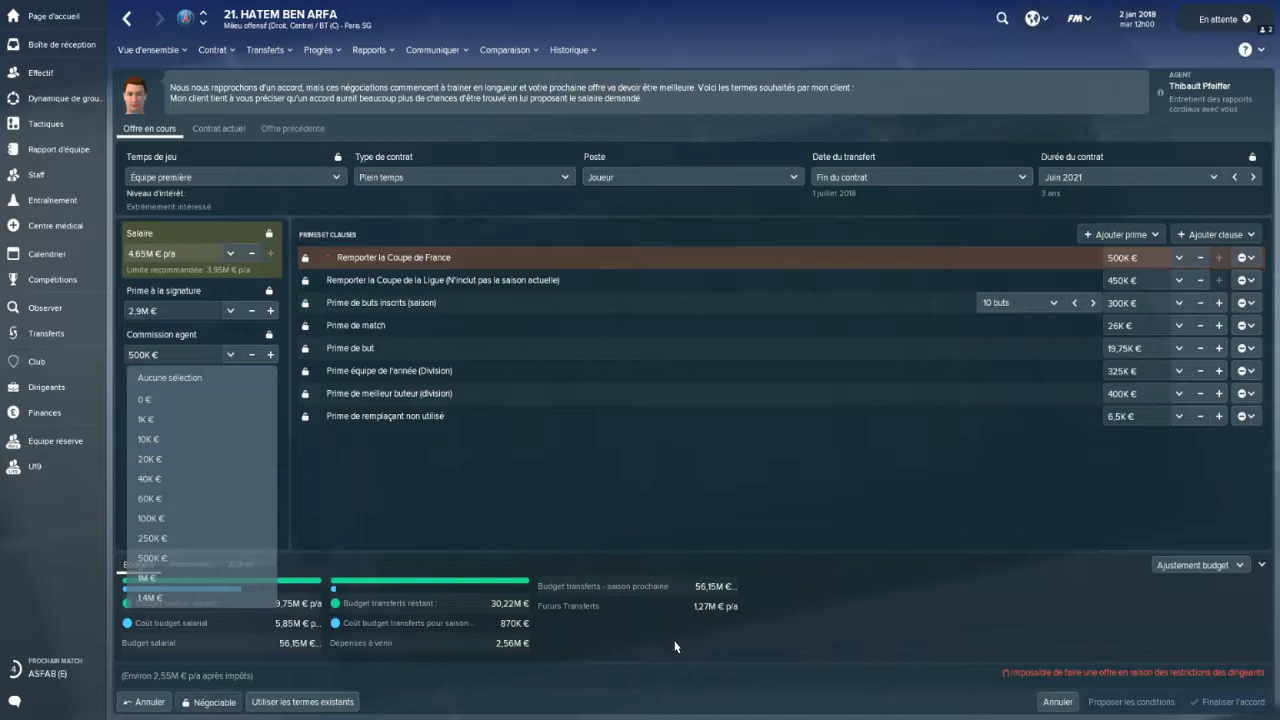 Page d'accueil
Boîte de réception
Effectif
Dynamique de grou...
Tactiques
Rapport d'équipe
Staff
Entraînement
Centre médical
Calendrier
Compétitions
Observer
Transferts
Club
Dirigeants
Finances
Équipe réserve
U19
PROCHAIN MATCH
ASFAB (E)
21. HATEM BEN ARFA
Milieu offensif (Droit, Centre) / BT (C) - Paris SG
FM
2 jan 2018
mar 12h00
En attente
2
Vue d'ensemble
Contrat
Transferts
Progrès
Rapports
Communiquer
Comparaison
Historique
?
Nous nous rapprochons d'un accord, mais ces négociations commencent à traîner en longueur et votre prochaine offre va devoir être meilleure. Voici les termes souhaités par mon client :
Mon client tient à vous préciser qu'un accord aurait beaucoup plus de chances d'être trouvé en lui proposant le salaire demandé.
AGENT
Thibault Pfeiffer
Entretient des rapports
cordiaux avec vous
Offre en cours
Contrat actuel
Offre précédente
Temps de jeu
Type de contrat
Poste
Date du transfert
Durée du contrat
Équipe première
Plein temps
Joueur
Fin du contrat
Juin 2021
Niveau d'intérêt:
Extrêmement intéressé
1 juillet 2018
3 ans
Salaire
4,65M € p/a
Limite recommandée: 3,95M € p/a
Prime à la signature
2,9M €
Commission agent
500K €
Aucune sélection
0 €
1K €
10K €
20K €
40K €
60K €
100K €
250K €
500K €
1M €
1,4M €
PRIMES ET CLAUSES
+ Ajouter prime
+ Ajouter clause
* Remporter la Coupe de France 500K €
Remporter la Coupe de la Ligue (N'inclut pas la saison actuelle) 450K €
Prime de buts inscrits (saison) 10 buts 300K €
Prime de match 26K €
Prime de but 19,75K €
Prime équipe de l'année (Division) 325K €
Prime de meilleur buteur (division) 400K €
Prime de remplaçant non utilisé 6,5K €
Ajustement budget
9,75M € p/a
Coût budget salarial 5,85M € p...
Budget salarial 56,15M €...
Budget transferts restant : 30,22M €
Coût budget transferts pour saison... 870K €
Dépenses à venir 2,56M €
Budget transferts - saison prochaine 56,15M €...
Futurs Transferts 1,27M € p/a
(Environ 2,55M € p/a après impôts)
(*) Impossible de faire une offre en raison des restrictions des dirigeants
Annuler
Négociable
Utiliser les termes existants
Annuler
Proposer les conditions
Finaliser l'accord